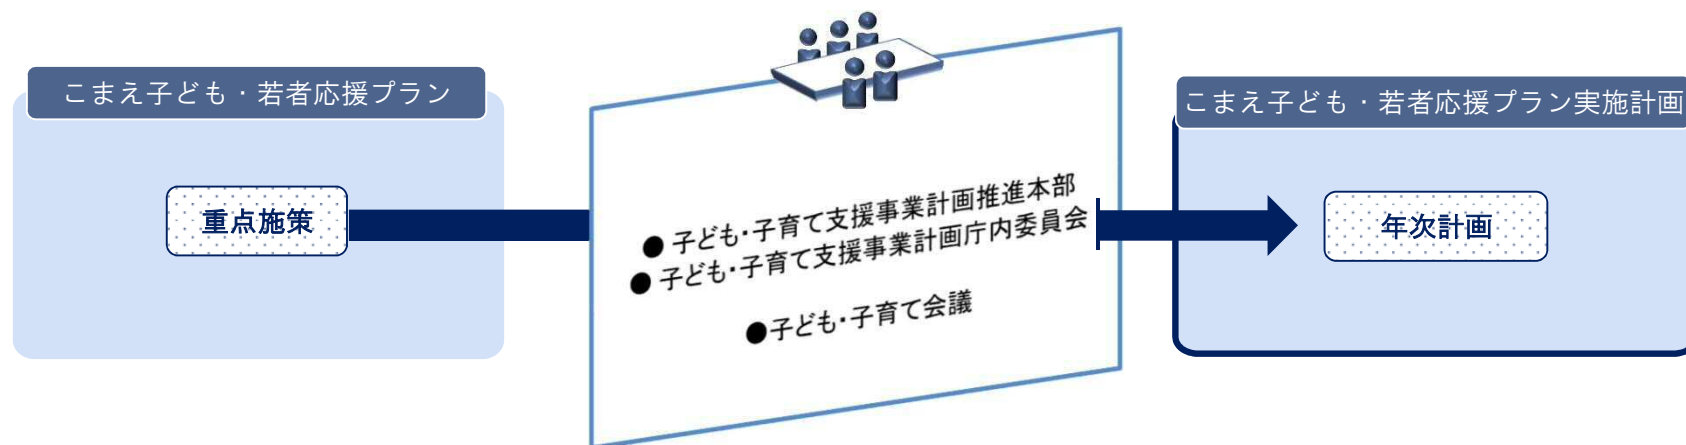 こまえ子ども・若者応援プラン
重点施策
● 子ども・子育て支援事業計画推進本部
● 子ども・子育て支援事業計画庁内委員会
●子ども・子育て会議
こまえ子ども・若者応援プラン実施計画
年次計画